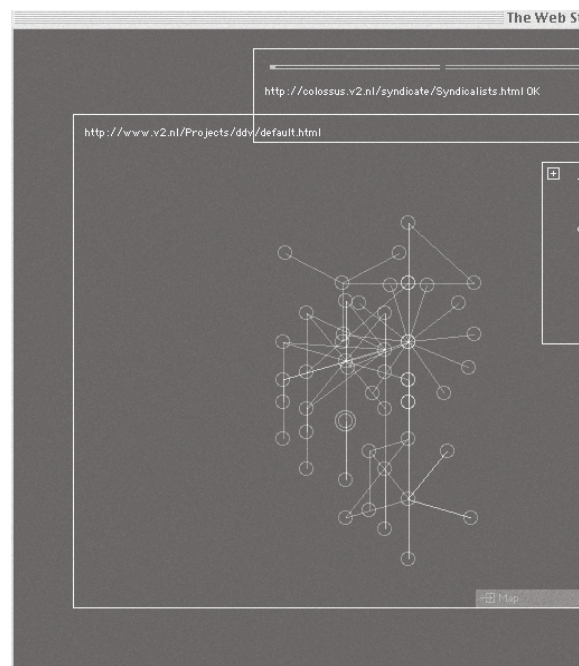 The Web St
http://colossus.v2.nl/syndicate/Syndicalists.html OK
http://www.v2.nl/Projects/ddv/default.html
Map